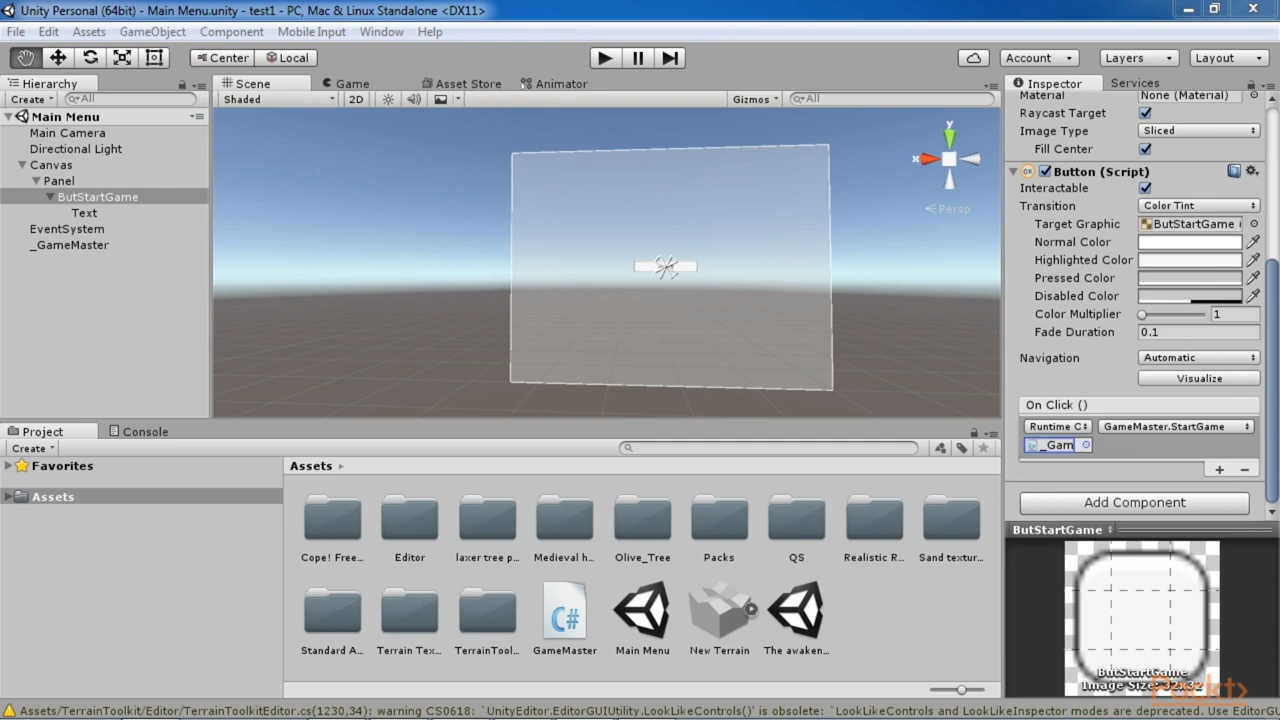 Unity Personal (64bit) - Main Menu.unity - test1 - PC, Mac & Linux Standalone <DX11>
File Edit Assets GameObject Component Mobile Input Window Help
Center Local Account Layers Layout
Hierarchy
Create All
Main Menu
Main Camera
Directional Light
Canvas
Panel
ButStartGame
Text
EventSystem
_GameMaster
Scene Game Asset Store Animator
Shaded 2D Gizmos All
y
x
Persp
Inspector Services
Material None (Material)
Raycast Target
Image Type Sliced
Fill Center
Button (Script)
Interactable
Transition Color Tint
Target Graphic ButStartGame (
Normal Color
Highlighted Color
Pressed Color
Disabled Color
Color Multiplier 1
Fade Duration 0.1
Navigation Automatic
Visualize
On Click ()
Runtime C GameMaster.StartGame
_Gam
+ −
Add Component
ButStartGame
ButStartGame
Image Size: 32x32
Packt>
Project Console
Create
Favorites
Assets
Assets
Cope! Free... Editor laxer tree p... Medieval h... Olive_Tree Packs QS Realistic R... Sand textur...
C#
Standard A... Terrain Tex... TerrainTool... GameMaster Main Menu New Terrain The awaken...
Assets/TerrainToolkit/Editor/TerrainToolkitEditor.cs(1230,34): warning CS0618: `UnityEditor.EditorGUIUtility.LookLikeControls()' is obsolete: `LookLikeControls and LookLikeInspector modes are deprecated. Use EditorGU